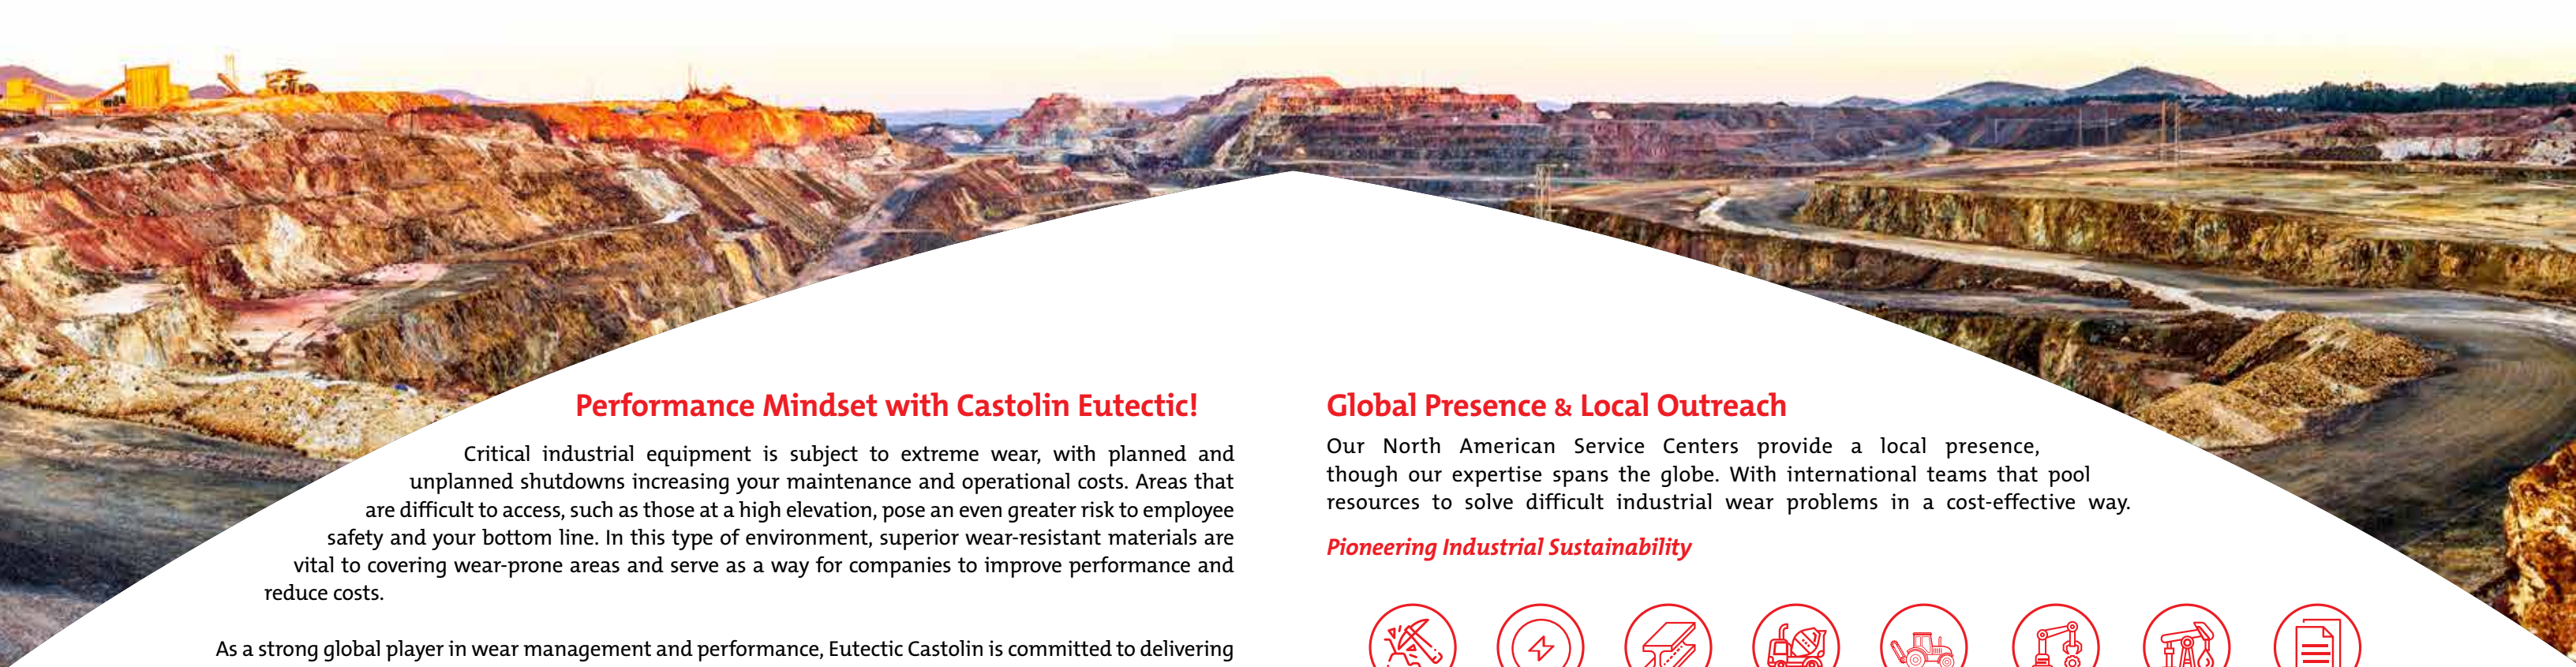 Performance Mindset with Castolin Eutectic!
Critical industrial equipment is subject to extreme wear, with planned and
unplanned shutdowns increasing your maintenance and operational costs. Areas that
are difficult to access, such as those at a high elevation, pose an even greater risk to employee
safety and your bottom line. In this type of environment, superior wear-resistant materials are
vital to covering wear-prone areas and serve as a way for companies to improve performance and
reduce costs.
As a strong global player in wear management and performance, Eutectic Castolin is committed to delivering
Global Presence & Local Outreach
Our North American Service Centers provide a local presence,
though our expertise spans the globe. With international teams that pool
resources to solve difficult industrial wear problems in a cost-effective way.
Pioneering Industrial Sustainability